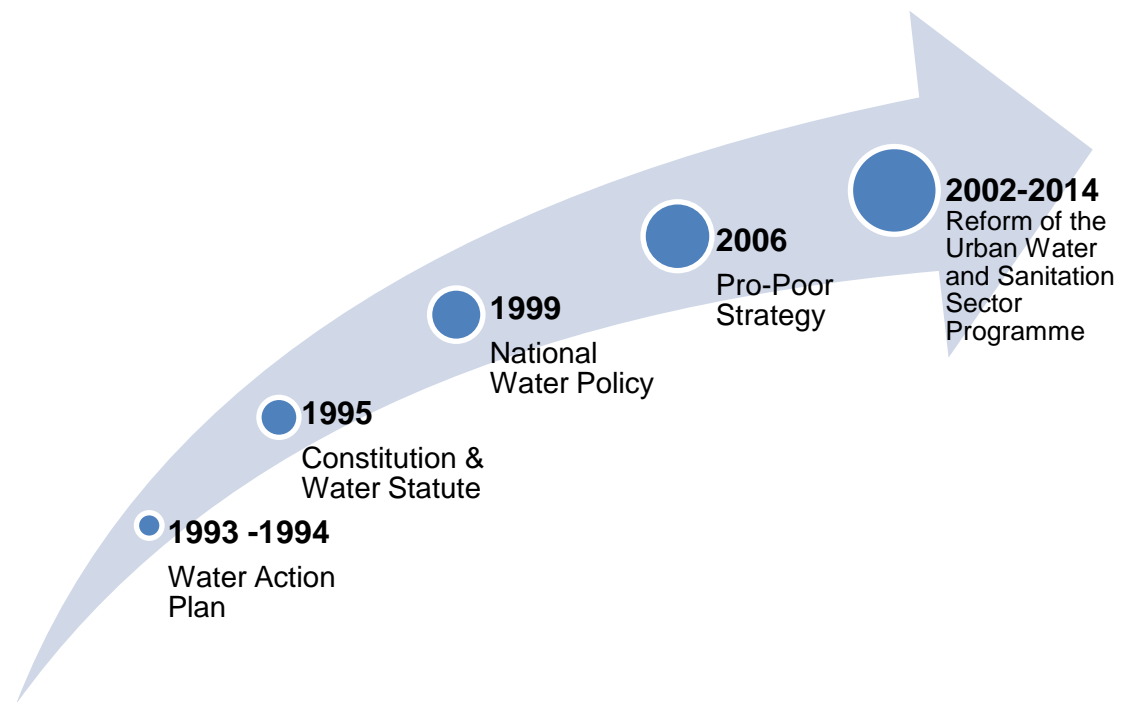 1993 -1994
Water Action
Plan
1995
Constitution &
Water Statute
1999
National
Water Policy
2006
Pro-Poor
Strategy
2002-2014
Reform of the
Urban Water
and Sanitation
Sector
Programme